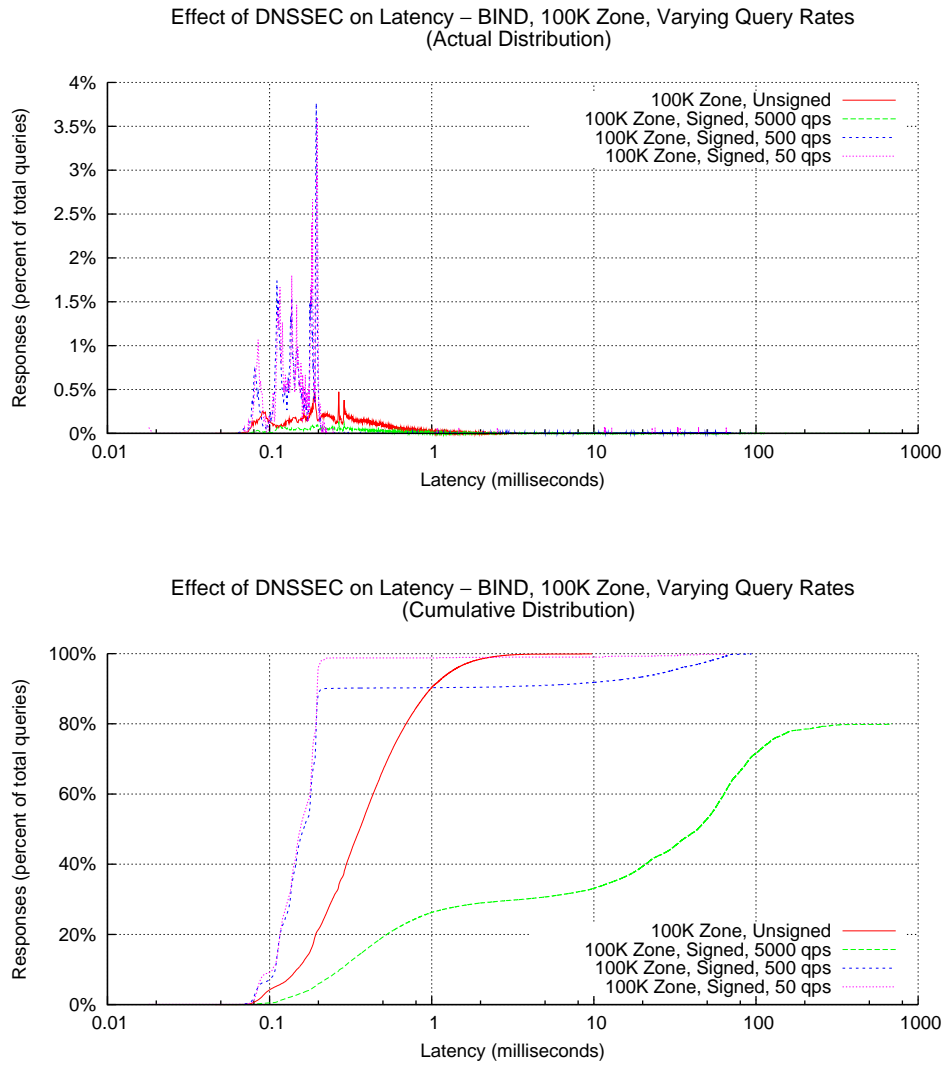 Effect of DNSSEC on Latency – BIND, 100K Zone, Varying Query Rates
(Actual Distribution)
4%
3.5%
3%
2.5%
2%
1.5%
1%
0.5%
0%
Responses (percent of total queries)
100K Zone, Unsigned
100K Zone, Signed, 5000 qps
100K Zone, Signed, 500 qps
100K Zone, Signed, 50 qps
0.01 0.1 1 10 100 1000
Latency (milliseconds)
Effect of DNSSEC on Latency – BIND, 100K Zone, Varying Query Rates
(Cumulative Distribution)
100%
80%
60%
40%
20%
0%
Responses (percent of total queries)
100K Zone, Unsigned
100K Zone, Signed, 5000 qps
100K Zone, Signed, 500 qps
100K Zone, Signed, 50 qps
0.01 0.1 1 10 100 1000
Latency (milliseconds)